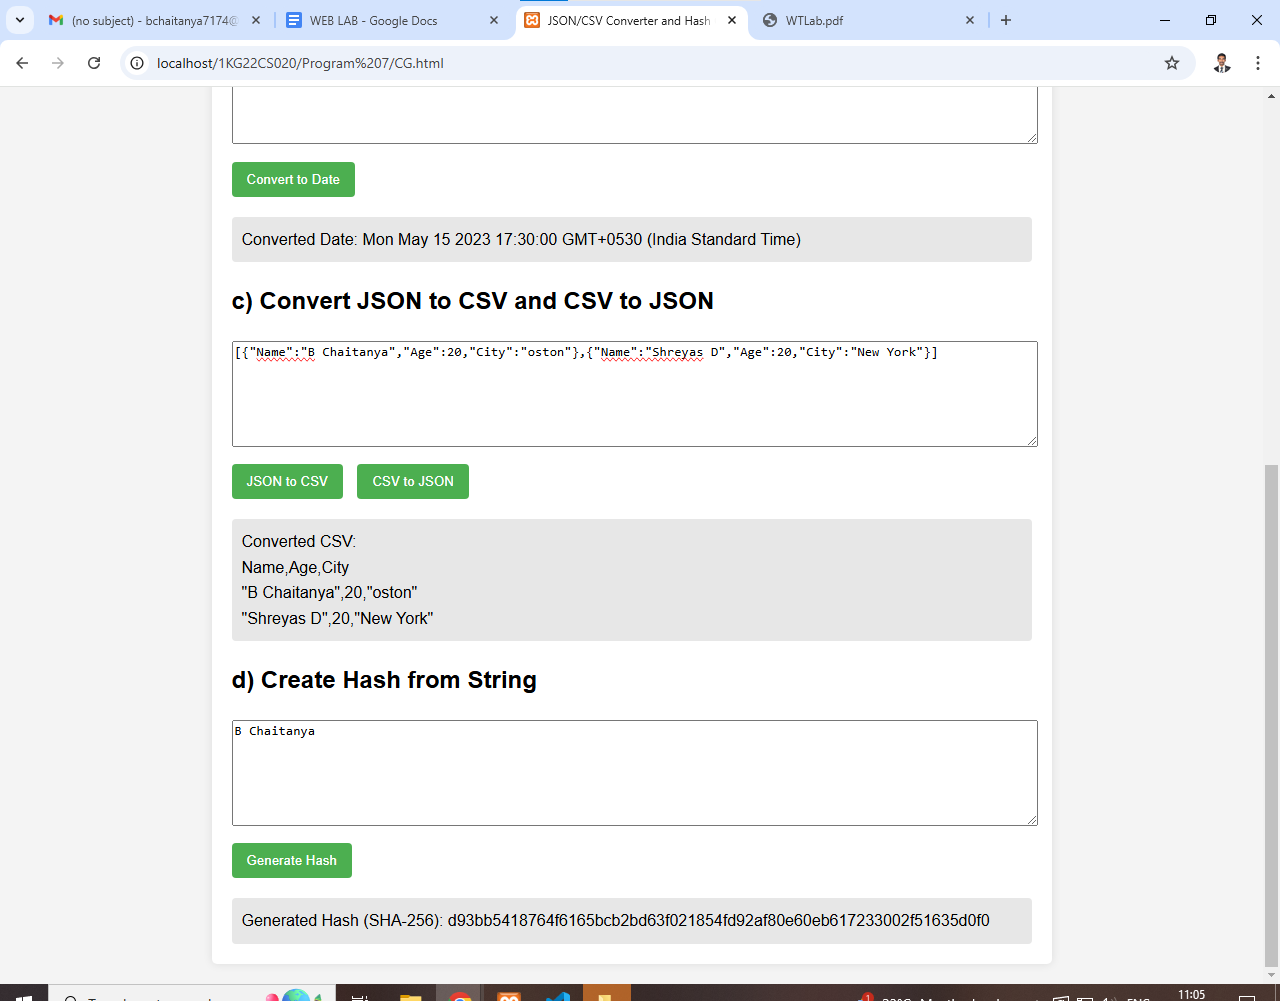 (no subject) - bchaitanya7174@
WEB LAB - Google Docs
JSON/CSV Converter and Hash
WTLab.pdf
localhost/1KG22CS020/Program%207/CG.html
Convert to Date
Converted Date: Mon May 15 2023 17:30:00 GMT+0530 (India Standard Time)
c) Convert JSON to CSV and CSV to JSON
[{"Name":"B Chaitanya","Age":20,"City":"oston"},{"Name":"Shreyas D","Age":20,"City":"New York"}]
JSON to CSV
CSV to JSON
Converted CSV:
Name,Age,City
"B Chaitanya",20,"oston"
"Shreyas D",20,"New York"
d) Create Hash from String
B Chaitanya
Generate Hash
Generated Hash (SHA-256): d93bb5418764f6165bcb2bd63f021854fd92af80e60eb617233002f51635d0f0
11:05